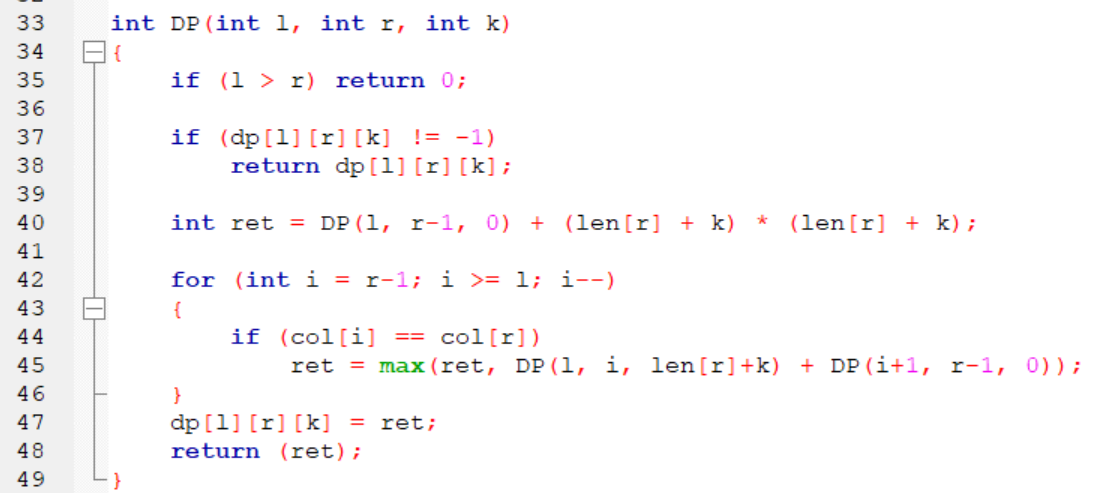 33 int DP(int l, int r, int k)
34 {
35 if (l > r) return 0;
36
37 if (dp[l][r][k] != -1)
38 return dp[l][r][k];
39
40 int ret = DP(l, r-1, 0) + (len[r] + k) * (len[r] + k);
41
42 for (int i = r-1; i >= l; i--)
43 {
44 if (col[i] == col[r])
45 ret = max(ret, DP(l, i, len[r]+k) + DP(i+1, r-1, 0));
46 }
47 dp[l][r][k] = ret;
48 return (ret);
49 }